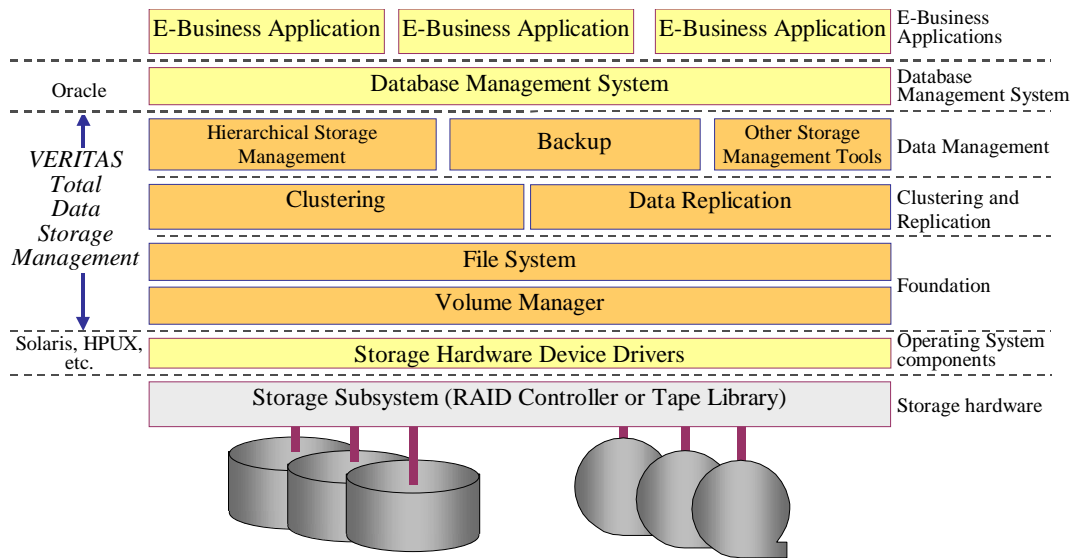 E-Business Application
E-Business Application
E-Business Application
E-Business
Applications
Oracle
Database Management System
Database
Management System
VERITAS
Total
Data
Storage
Management
Hierarchical Storage
Management
Backup
Other Storage
Management Tools
Data Management
Clustering
Data Replication
Clustering and
Replication
File System
Volume Manager
Foundation
Solaris, HPUX,
etc.
Storage Hardware Device Drivers
Operating System
components
Storage Subsystem (RAID Controller or Tape Library)
Storage hardware